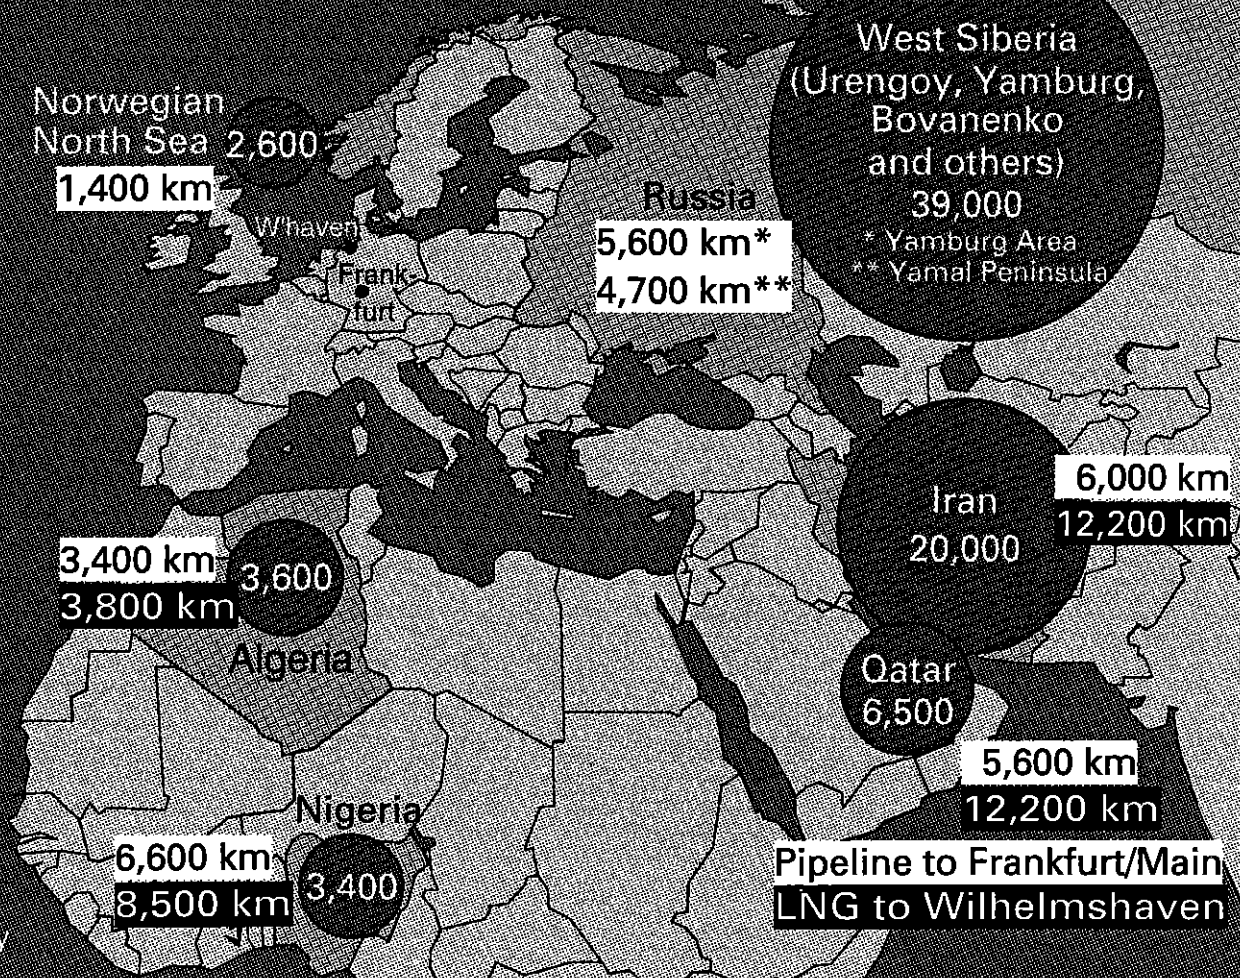 West Siberia
(Urengoy, Yamburg,
Bovanenko
and others)
39,000
* Yamburg Area
** Yamal Peninsula
Norwegian
North Sea 2,600
1,400 km
W'haven
Frank-
furt
Russia
5,600 km*
4,700 km**
Iran
20,000
6,000 km
12,200 km
3,400 km
3,800 km
3,600
Algeria
Qatar
6,500
5,600 km
12,200 km
Nigeria
6,600 km
8,500 km
3,400
Pipeline to Frankfurt/Main
LNG to Wilhelmshaven